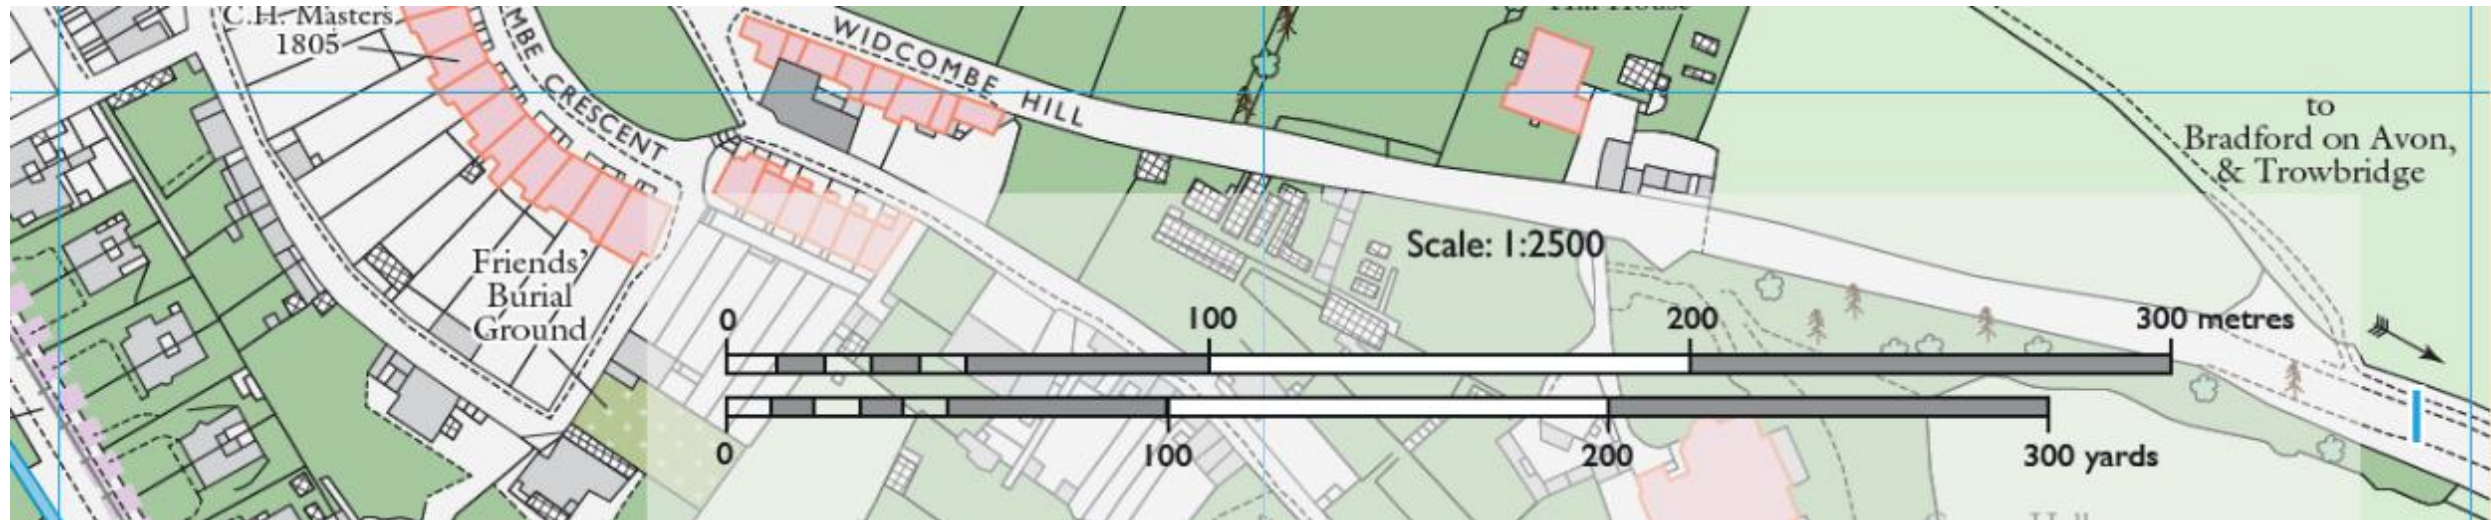 C.H. Masters
1805
MBE CRESCENT
WIDCOMBE HILL
to
Bradford on Avon,
& Trowbridge
Friends'
Burial
Ground
Scale: 1:2500
0 100 200 300 metres
0 100 200 300 yards